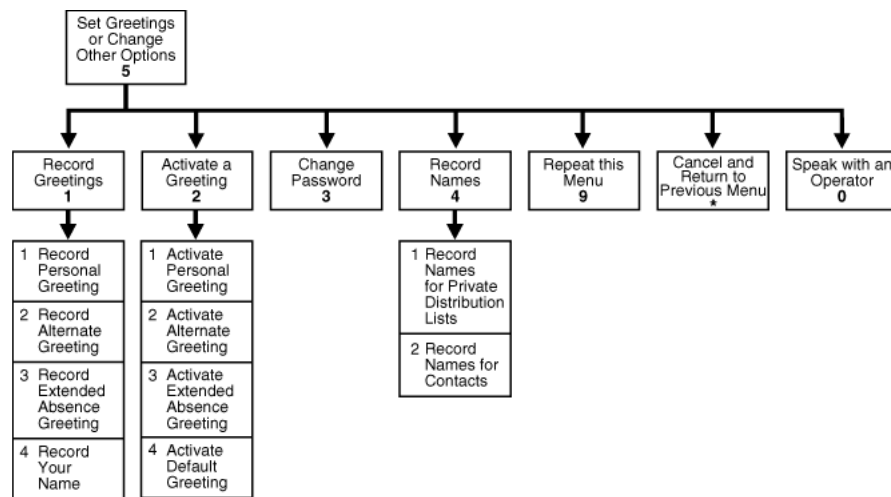 Set Greetings
or Change
Other Options
5
Record
Greetings
1
Activate a
Greeting
2
Change
Password
3
Record
Names
4
Repeat this
Menu
9
Cancel and
Return to
Previous Menu
*
Speak with an
Operator
0
1 Record
Personal
Greeting
2 Record
Alternate
Greeting
3 Record
Extended
Absence
Greeting
4 Record
Your
Name
1 Activate
Personal
Greeting
2 Activate
Alternate
Greeting
3 Activate
Extended
Absence
Greeting
4 Activate
Default
Greeting
1 Record
Names
for Private
Distribution
Lists
2 Record
Names for
Contacts